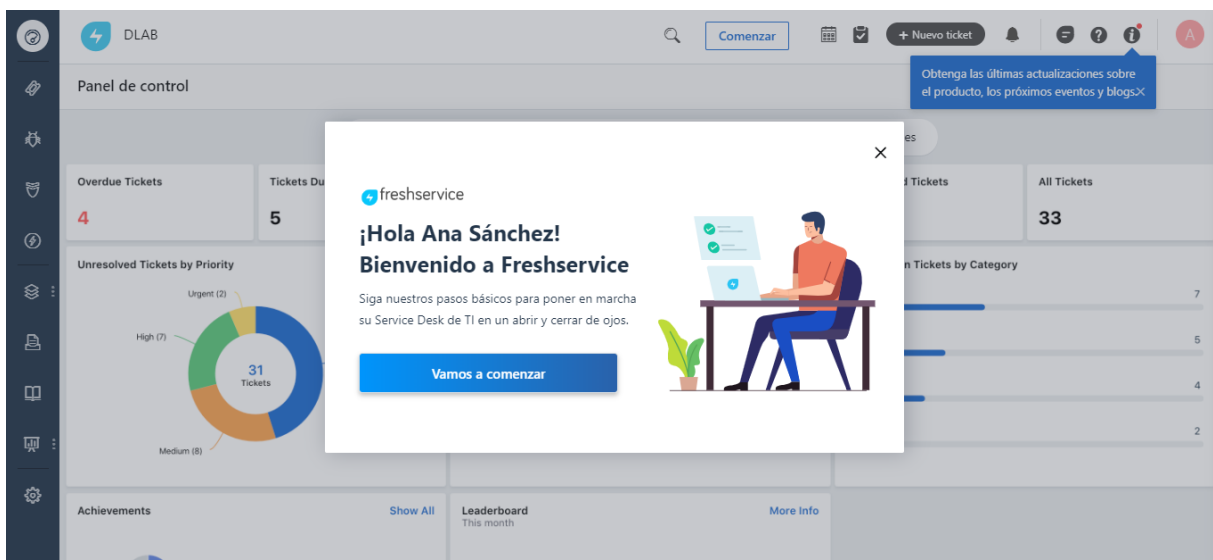 DLAB
Comenzar
+ Nuevo ticket
A
Panel de control
Obtenga las últimas actualizaciones sobre
el producto, los próximos eventos y blogs.
Overdue Tickets
4
Tickets Du
5
d Tickets
All Tickets
33
es
freshservice
¡Hola Ana Sánchez!
Bienvenido a Freshservice
Siga nuestros pasos básicos para poner en marcha
su Service Desk de TI en un abrir y cerrar de ojos.
Vamos a comenzar
Unresolved Tickets by Priority
Urgent (2)
High (7)
31
Tickets
Medium (8)
n Tickets by Category
7
5
4
2
Achievements
Show All
Leaderboard
This month
More Info